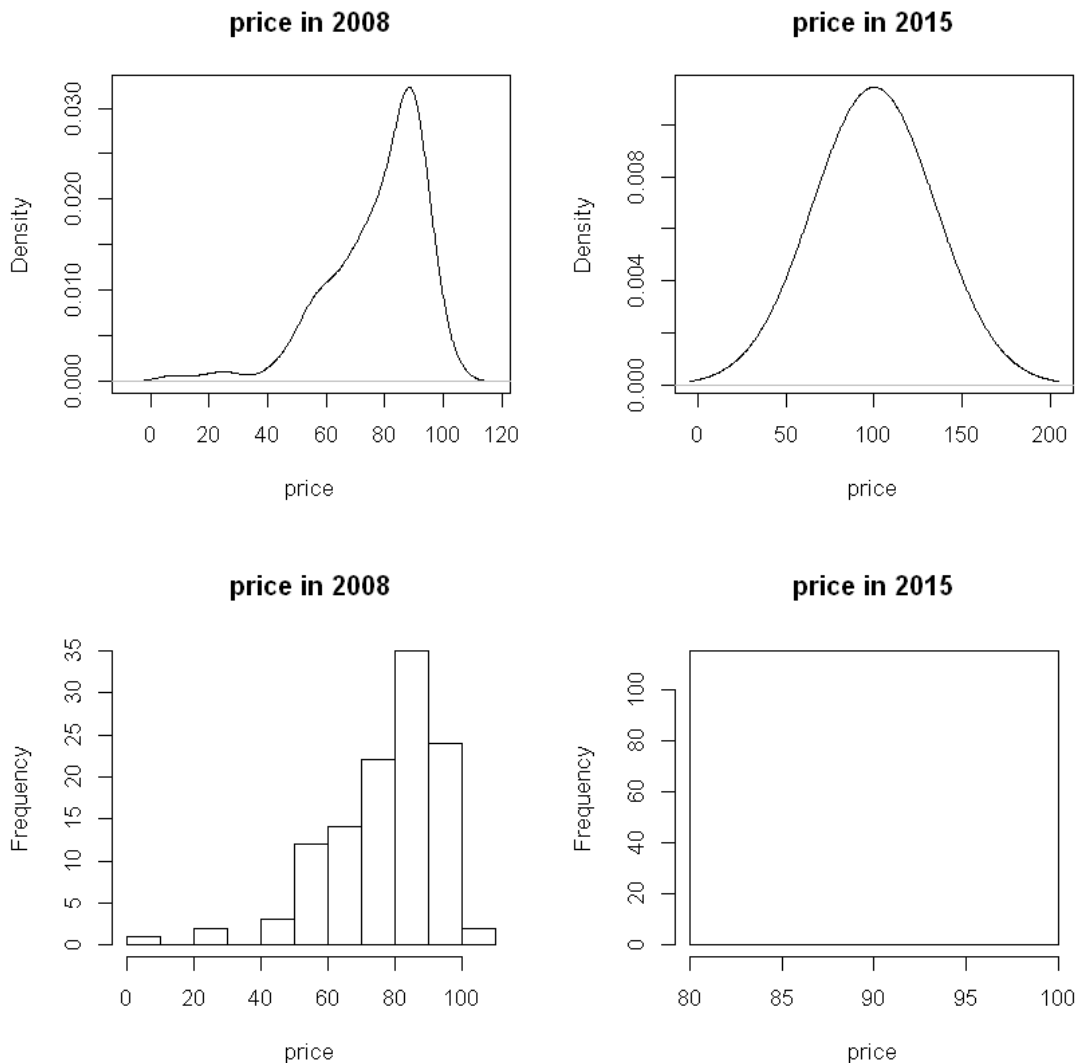 price in 2008
Density
0.000 0.010 0.020 0.030
0 20 40 60 80 100 120
price
price in 2015
Density
0.000 0.004 0.008
0 50 100 150 200
price
price in 2008
Frequency
0 5 10 15 20 25 30 35
0 20 40 60 80 100
price
price in 2015
Frequency
0 20 40 60 80 100
80 85 90 95 100
price